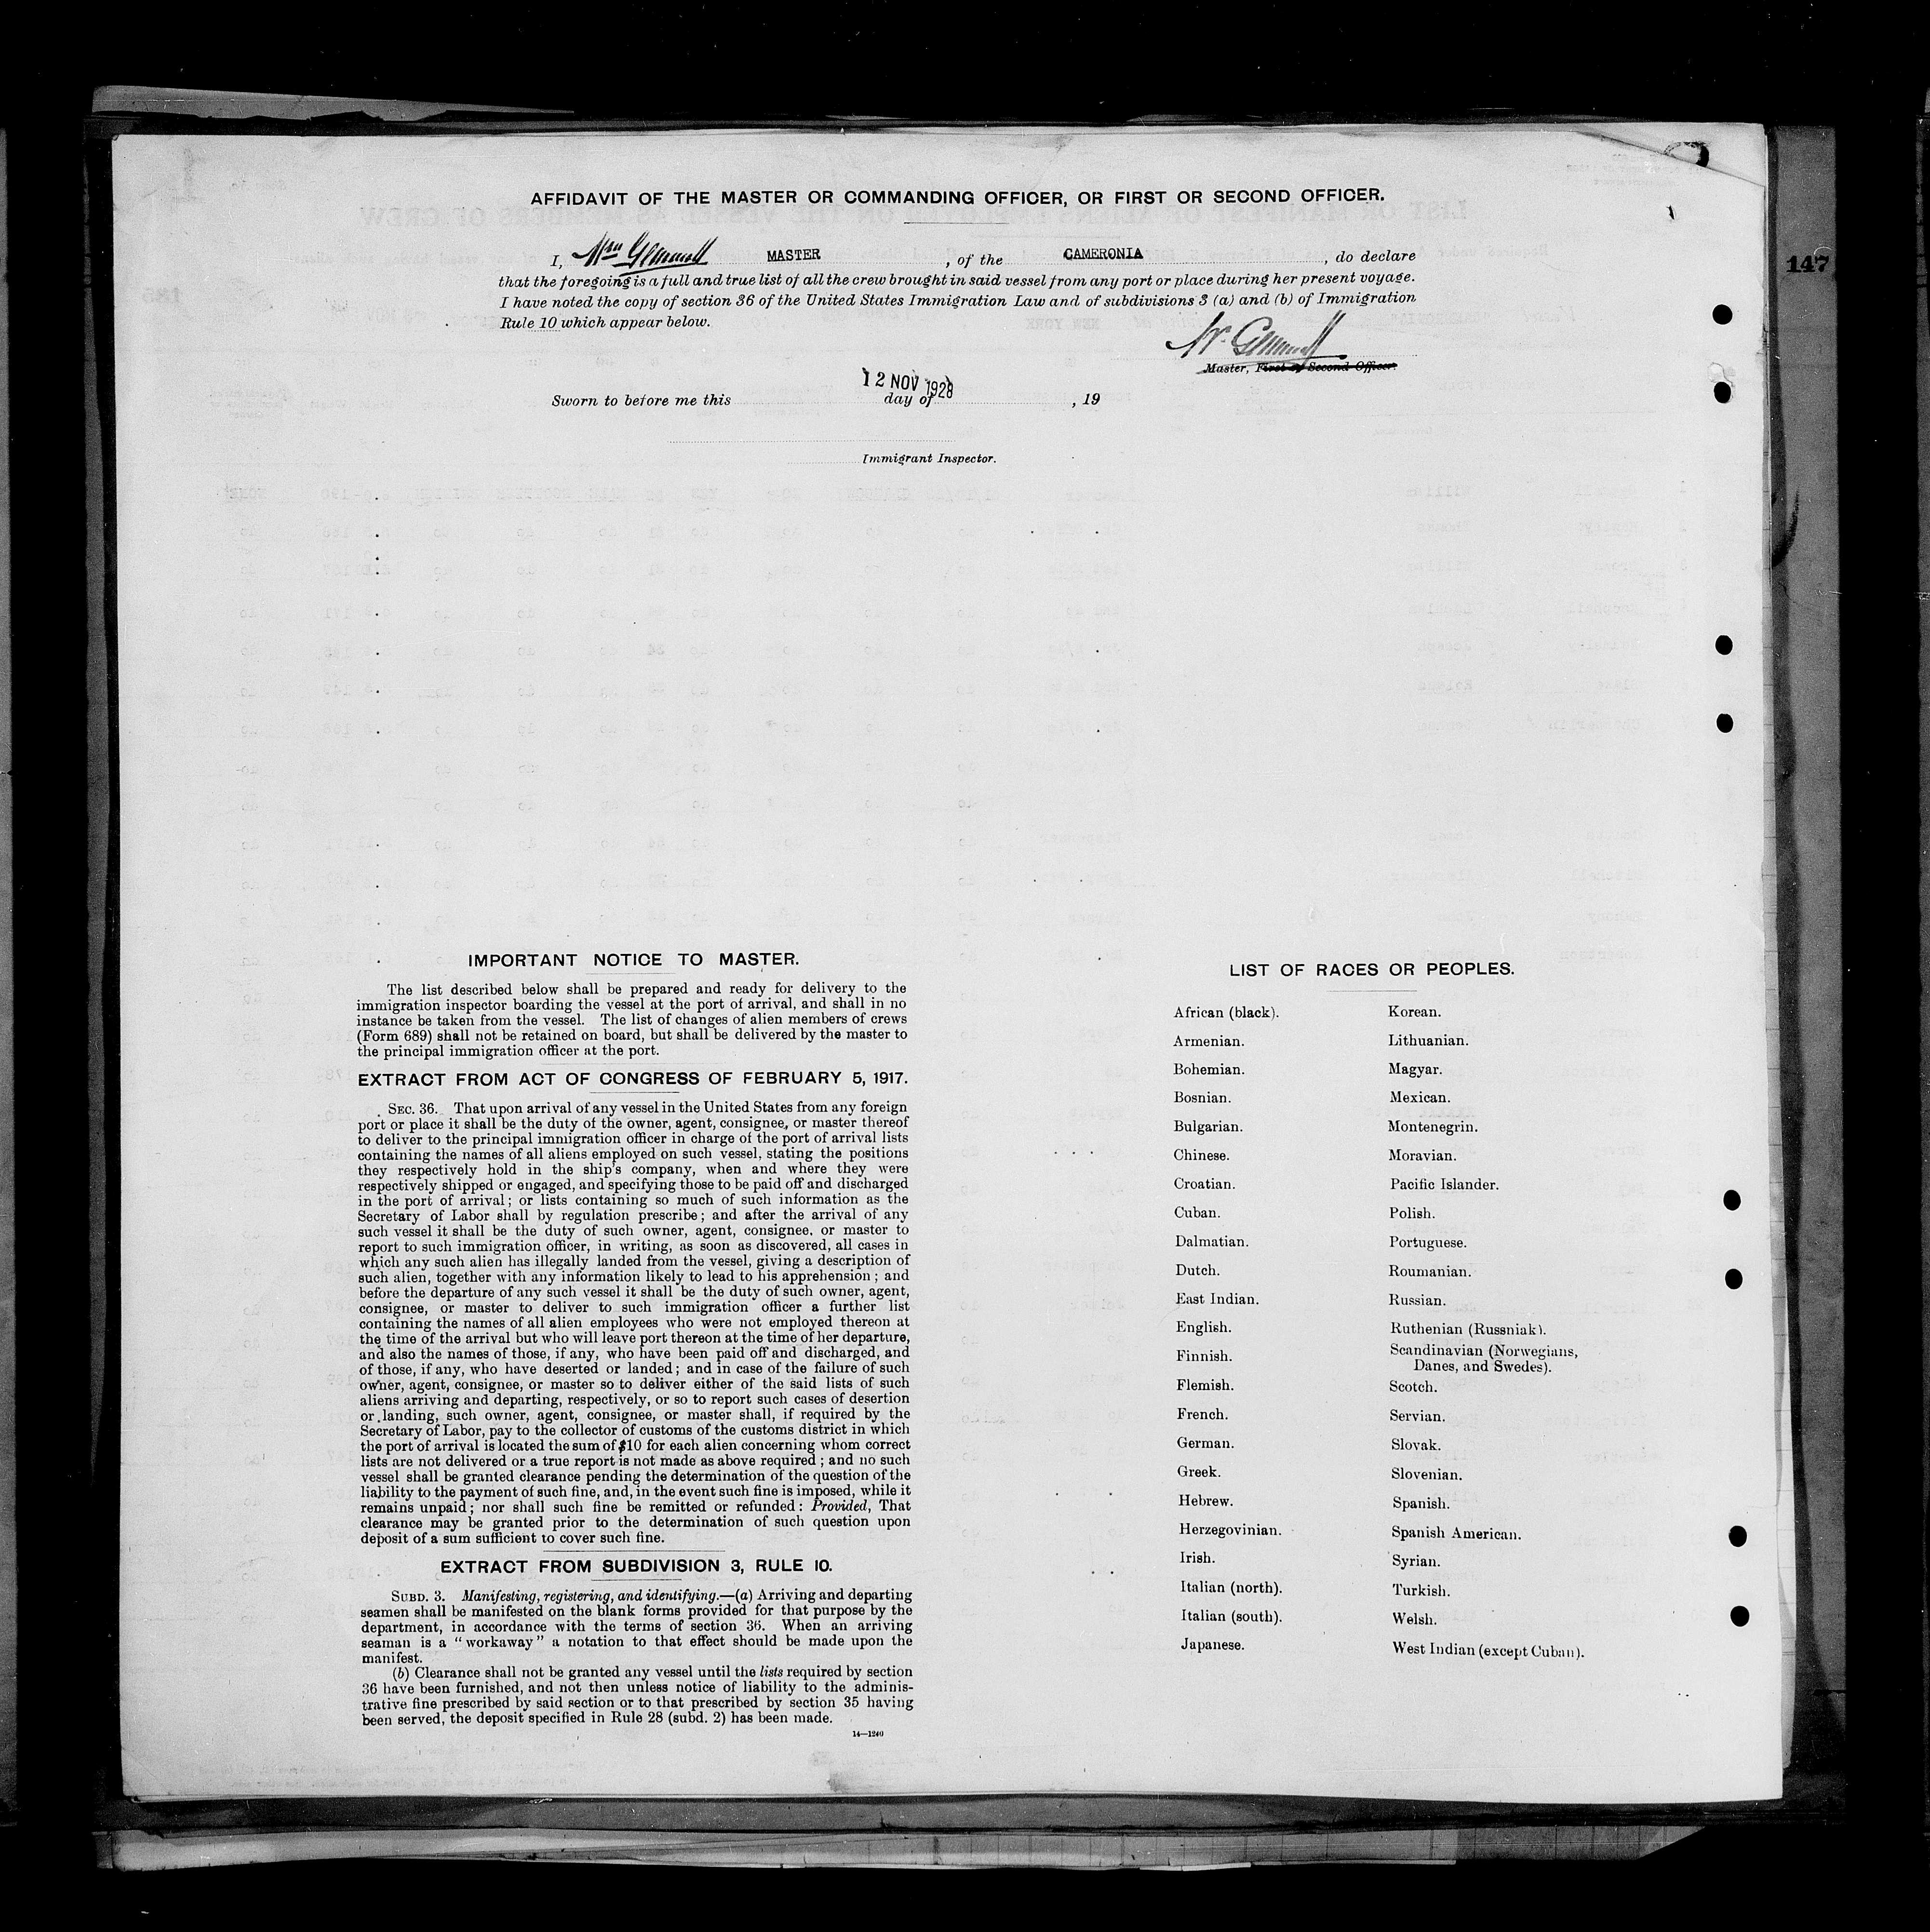 AFFIDAVIT OF THE MASTER OR COMMANDING OFFICER, OR FIRST OR SECOND OFFICER.
I, Wm Gemmell MASTER, of the CAMERONIA, do declare
that the foregoing is a full and true list of all the crew brought in said vessel from any port or place during her present voyage.
I have noted the copy of section 36 of the United States Immigration Law and of subdivisions 3 (a) and (b) of Immigration
Rule 10 which appear below.
147
Wm Gemmell
Master, First or Second Officer.
12 NOV 1928
Sworn to before me this day of , 19
Immigrant Inspector.
IMPORTANT NOTICE TO MASTER.
The list described below shall be prepared and ready for delivery to the
immigration inspector boarding the vessel at the port of arrival, and shall in no
instance be taken from the vessel. The list of changes of alien members of crews
(Form 689) shall not be retained on board, but shall be delivered by the master to
the principal immigration officer at the port.
EXTRACT FROM ACT OF CONGRESS OF FEBRUARY 5, 1917.
SEC. 36. That upon arrival of any vessel in the United States from any foreign
port or place it shall be the duty of the owner, agent, consignee, or master thereof
to deliver to the principal immigration officer in charge of the port of arrival lists
containing the names of all aliens employed on such vessel, stating the positions
they respectively hold in the ship's company, when and where they were
respectively shipped or engaged, and specifying those to be paid off and discharged
in the port of arrival; or lists containing so much of such information as the
Secretary of Labor shall by regulation prescribe; and after the arrival of any
such vessel it shall be the duty of such owner, agent, consignee, or master to
report to such immigration officer, in writing, as soon as discovered, all cases in
which any such alien has illegally landed from the vessel, giving a description of
such alien, together with any information likely to lead to his apprehension; and
before the departure of any such vessel it shall be the duty of such owner, agent,
consignee, or master to deliver to such immigration officer a further list
containing the names of all alien employees who were not employed thereon at
the time of the arrival but who will leave port thereon at the time of her departure,
and also the names of those, if any, who have been paid off and discharged, and
of those, if any, who have deserted or landed; and in case of the failure of such
owner, agent, consignee, or master so to deliver either of the said lists of such
aliens arriving and departing, respectively, or so to report such cases of desertion
or landing, such owner, agent, consignee, or master shall, if required by the
Secretary of Labor, pay to the collector of customs of the customs district in which
the port of arrival is located the sum of $10 for each alien concerning whom correct
lists are not delivered or a true report is not made as above required; and no such
vessel shall be granted clearance pending the determination of the question of the
liability to the payment of such fine, and, in the event such fine is imposed, while it
remains unpaid; nor shall such fine be remitted or refunded: Provided, That
clearance may be granted prior to the determination of such question upon
deposit of a sum sufficient to cover such fine.
EXTRACT FROM SUBDIVISION 3, RULE 10.
SUBD. 3. Manifesting, registering, and identifying.—(a) Arriving and departing
seamen shall be manifested on the blank forms provided for that purpose by the
department, in accordance with the terms of section 36. When an arriving
seaman is a "workaway" a notation to that effect should be made upon the
manifest.
(b) Clearance shall not be granted any vessel until the lists required by section
36 have been furnished, and not then unless notice of liability to the adminis-
trative fine prescribed by said section or to that prescribed by section 35 having
been served, the deposit specified in Rule 28 (subd. 2) has been made.
14—1240
LIST OF RACES OR PEOPLES.
African (black).
Armenian.
Bohemian.
Bosnian.
Bulgarian.
Chinese.
Croatian.
Cuban.
Dalmatian.
Dutch.
East Indian.
English.
Finnish.
Flemish.
French.
German.
Greek.
Hebrew.
Herzegovinian.
Irish.
Italian (north).
Italian (south).
Japanese.
Korean.
Lithuanian.
Magyar.
Mexican.
Montenegrin.
Moravian.
Pacific Islander.
Polish.
Portuguese.
Roumanian.
Russian.
Ruthenian (Russniak).
Scandinavian (Norwegians,
Danes, and Swedes).
Scotch.
Servian.
Slovak.
Slovenian.
Spanish.
Spanish American.
Syrian.
Turkish.
Welsh.
West Indian (except Cuban).